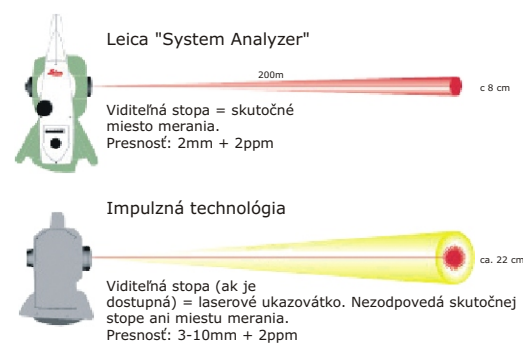 Leica "System Analyzer"
200m
c 8 cm
Viditeľná stopa = skutočné
miesto merania.
Presnosť: 2mm + 2ppm
Impulzná technológia
ca. 22 cm
Viditeľná stopa (ak je
dostupná) = laserové ukazovátko. Nezodpovedá skutočnej
stope ani miestu merania.
Presnosť: 3-10mm + 2ppm